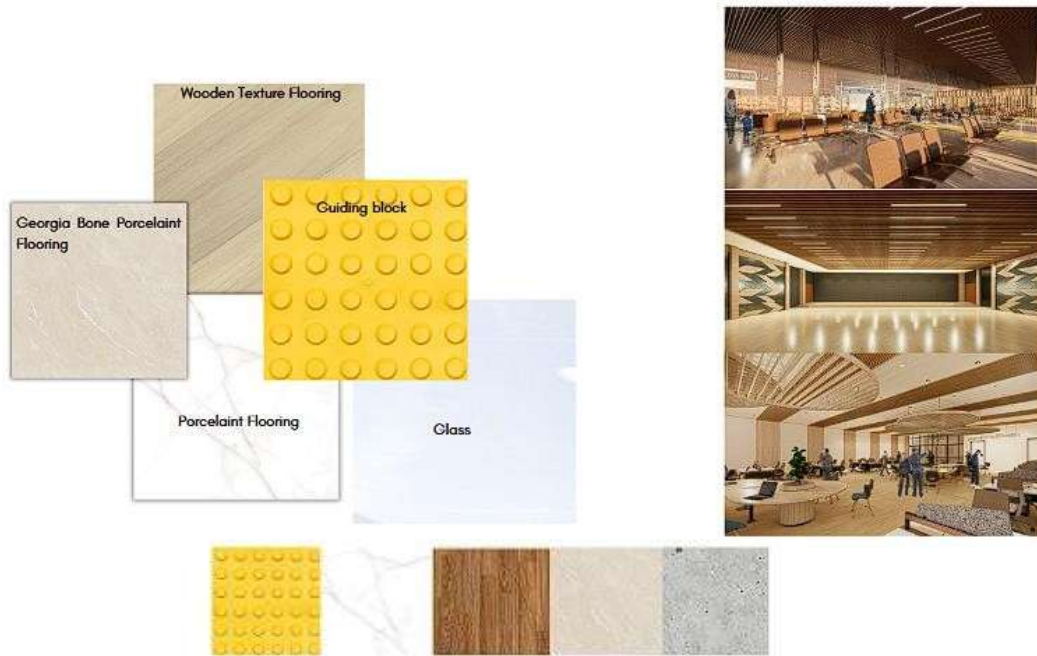 Wooden Texture Flooring
Guiding block
Georgia Bone Porcelaint
Flooring
Porcelaint Flooring
Glass